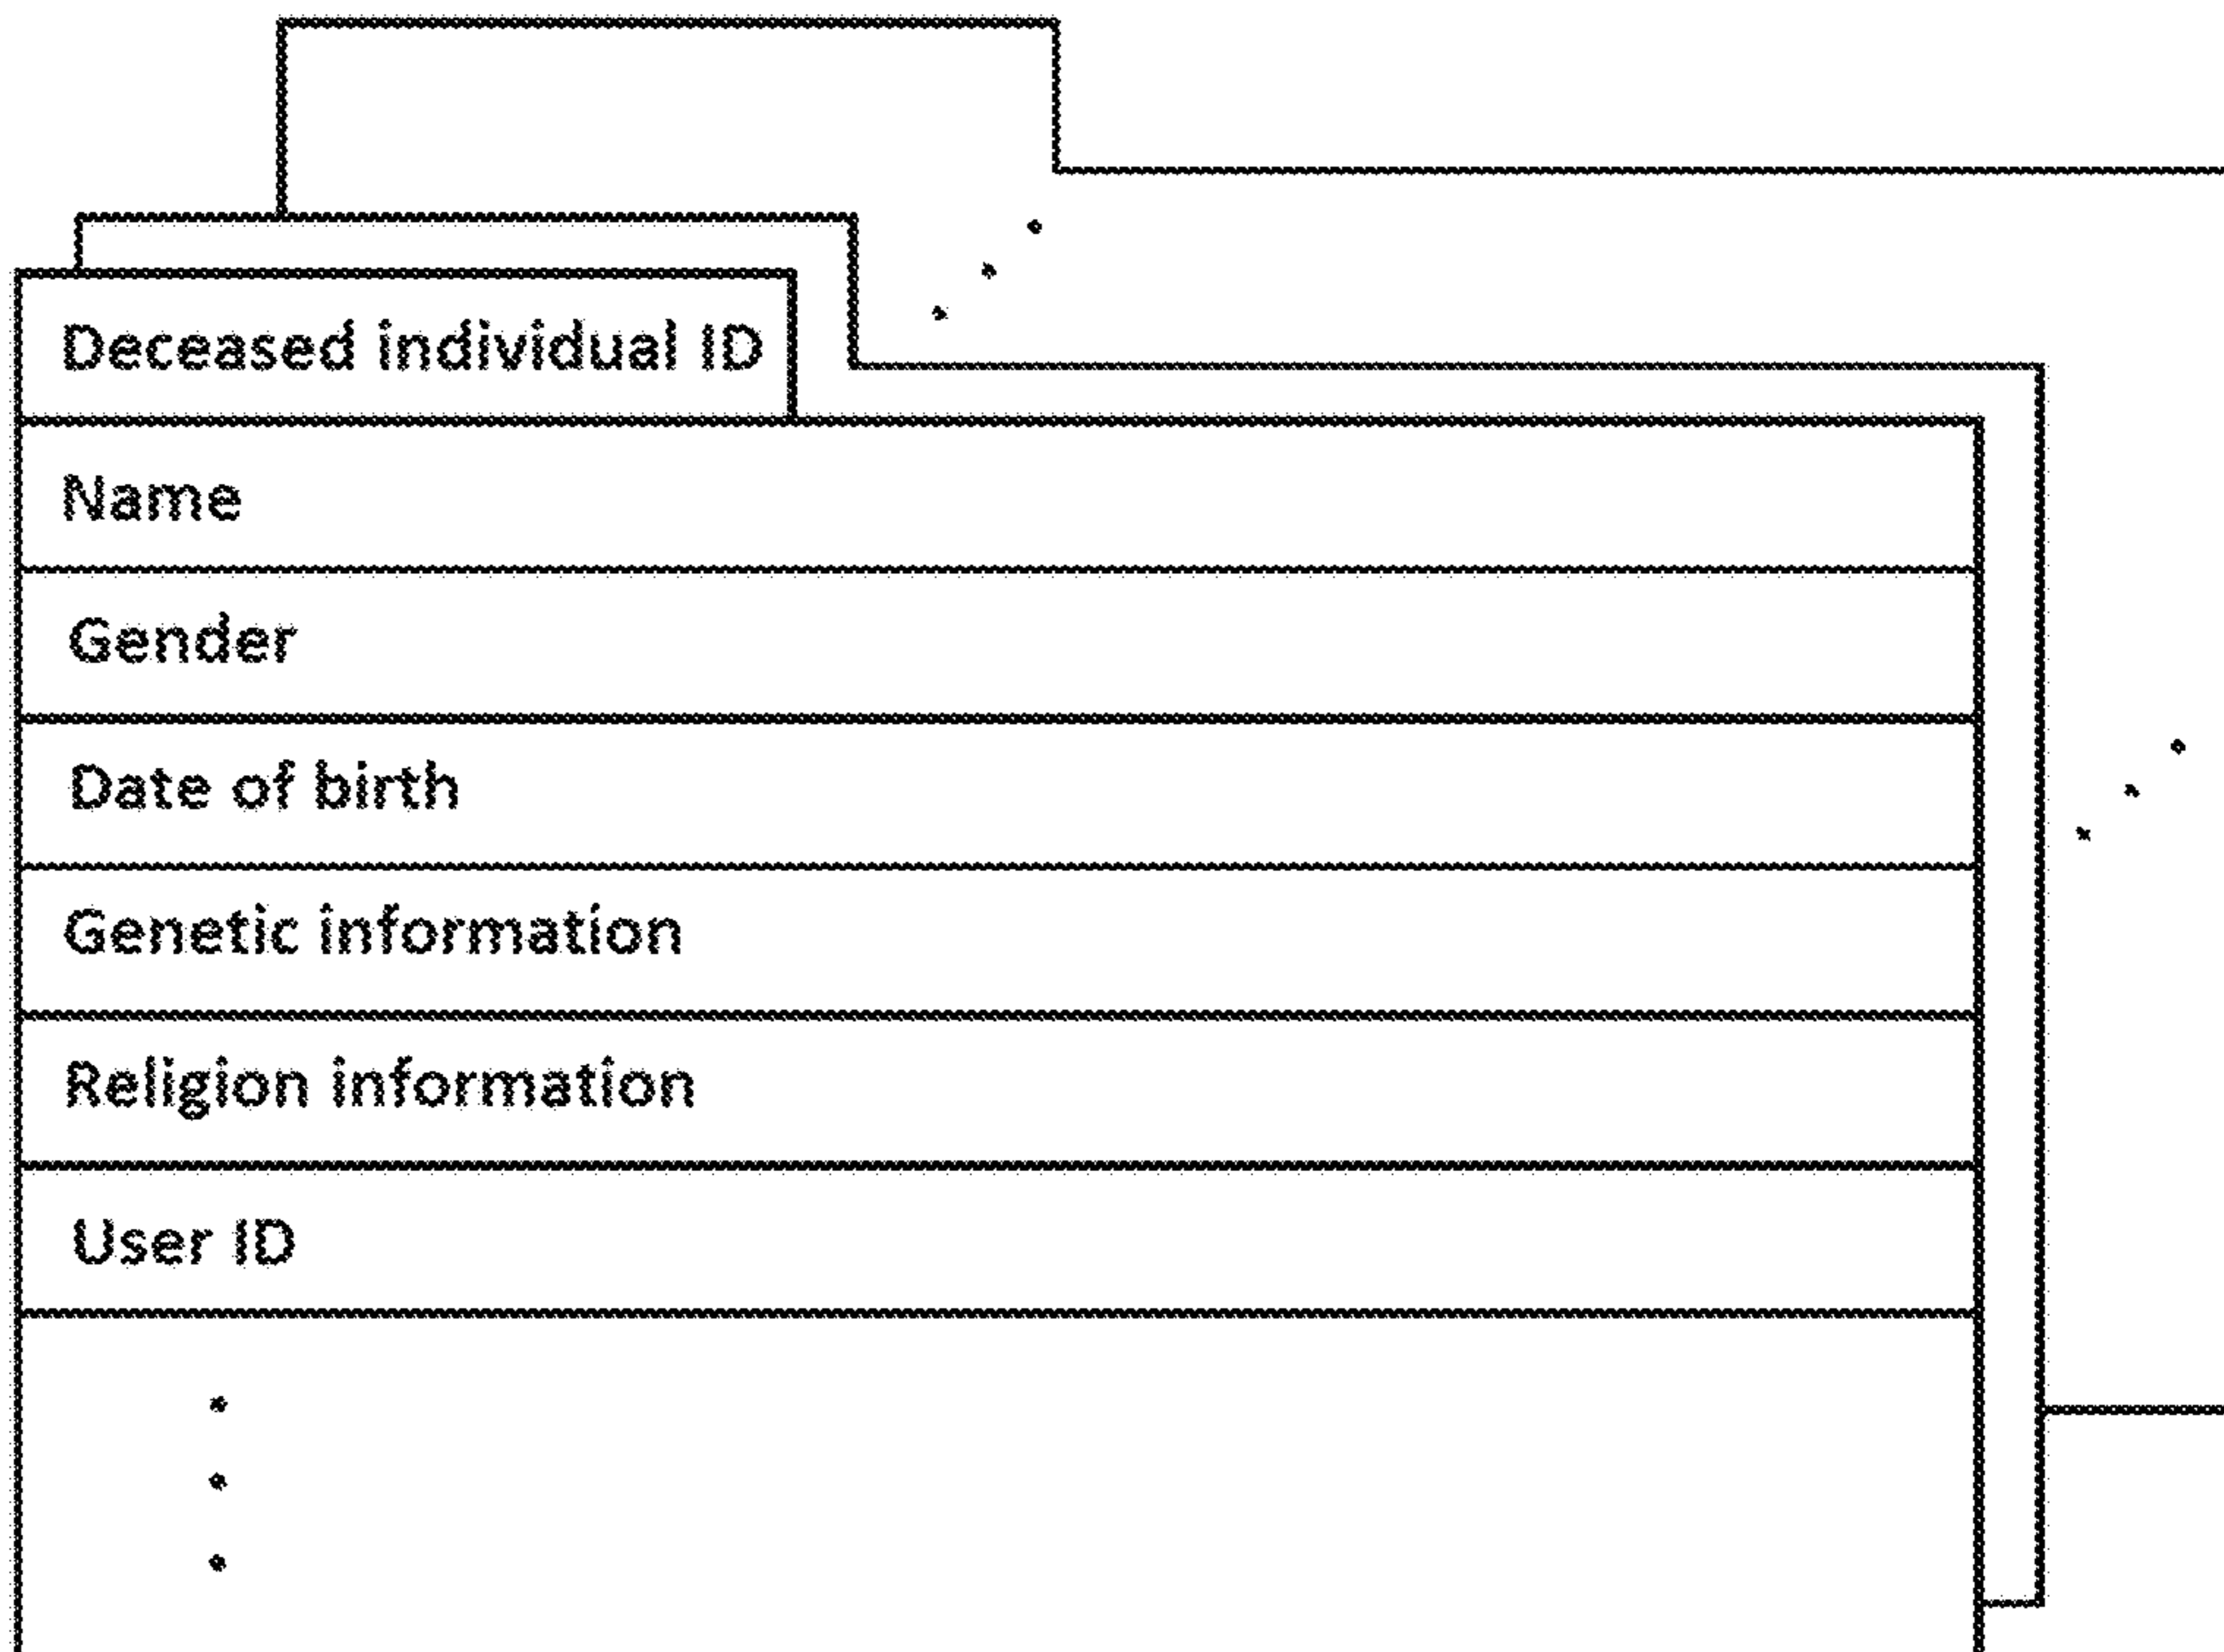 Deceased individual ID
Name
Gender
Date of birth
Genetic information
Religion information
User ID